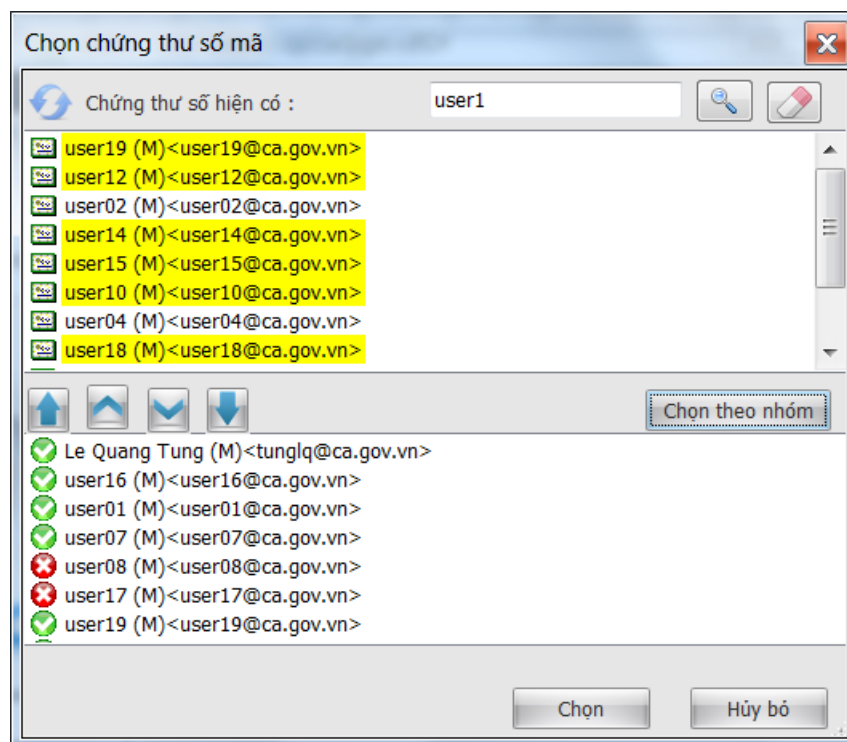 Chọn chứng thư số mã
Chứng thư số hiện có : user1
user19 (M)<user19@ca.gov.vn>
user12 (M)<user12@ca.gov.vn>
user02 (M)<user02@ca.gov.vn>
user14 (M)<user14@ca.gov.vn>
user15 (M)<user15@ca.gov.vn>
user10 (M)<user10@ca.gov.vn>
user04 (M)<user04@ca.gov.vn>
user18 (M)<user18@ca.gov.vn>
Chọn theo nhóm
Le Quang Tung (M)<tunglq@ca.gov.vn>
user16 (M)<user16@ca.gov.vn>
user01 (M)<user01@ca.gov.vn>
user07 (M)<user07@ca.gov.vn>
user08 (M)<user08@ca.gov.vn>
user17 (M)<user17@ca.gov.vn>
user19 (M)<user19@ca.gov.vn>
Chọn Hủy bỏ